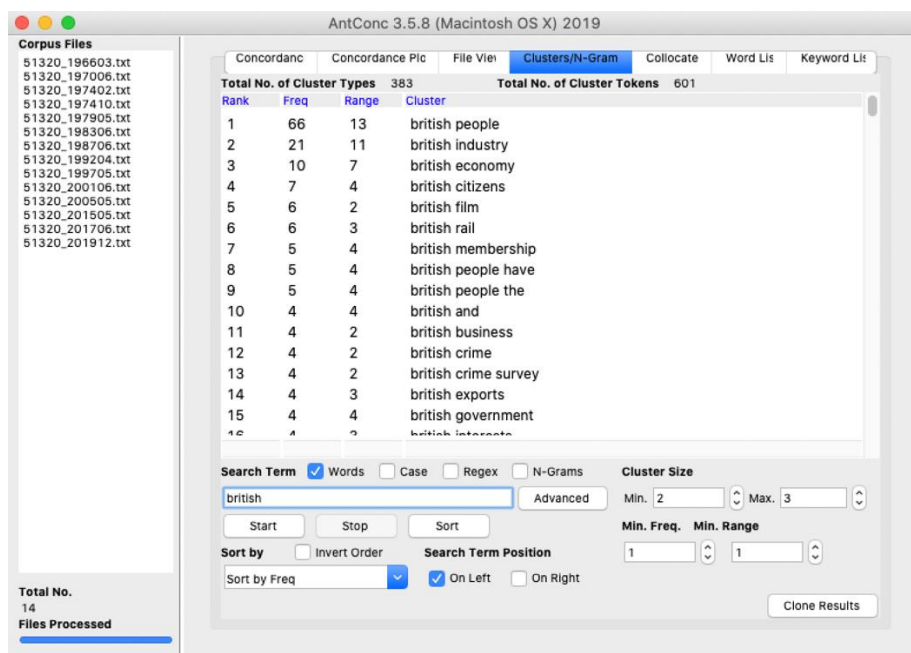 AntConc 3.5.8 (Macintosh OS X) 2019
Corpus Files
51320_196603.txt
51320_197006.txt
51320_197402.txt
51320_197410.txt
51320_197905.txt
51320_198306.txt
51320_198706.txt
51320_199204.txt
51320_199705.txt
51320_200106.txt
51320_200505.txt
51320_201505.txt
51320_201706.txt
51320_201912.txt
Total No.
14
Files Processed
Concordanc Concordance Plo File Viev Clusters/N-Gram Collocate Word Lis Keyword Lis
Total No. of Cluster Types 383 Total No. of Cluster Tokens 601
Rank Freq Range Cluster
1 66 13 british people
2 21 11 british industry
3 10 7 british economy
4 7 4 british citizens
5 6 2 british film
6 6 3 british rail
7 5 4 british membership
8 5 4 british people have
9 5 4 british people the
10 4 4 british and
11 4 2 british business
12 4 2 british crime
13 4 2 british crime survey
14 4 3 british exports
15 4 4 british government
16 4 british interests
Search Term Words Case Regex N-Grams Cluster Size
british Advanced Min. 2 Max. 3
Start Stop Sort Min. Freq. Min. Range
Sort by Invert Order Search Term Position 1 1
Sort by Freq On Left On Right
Clone Results